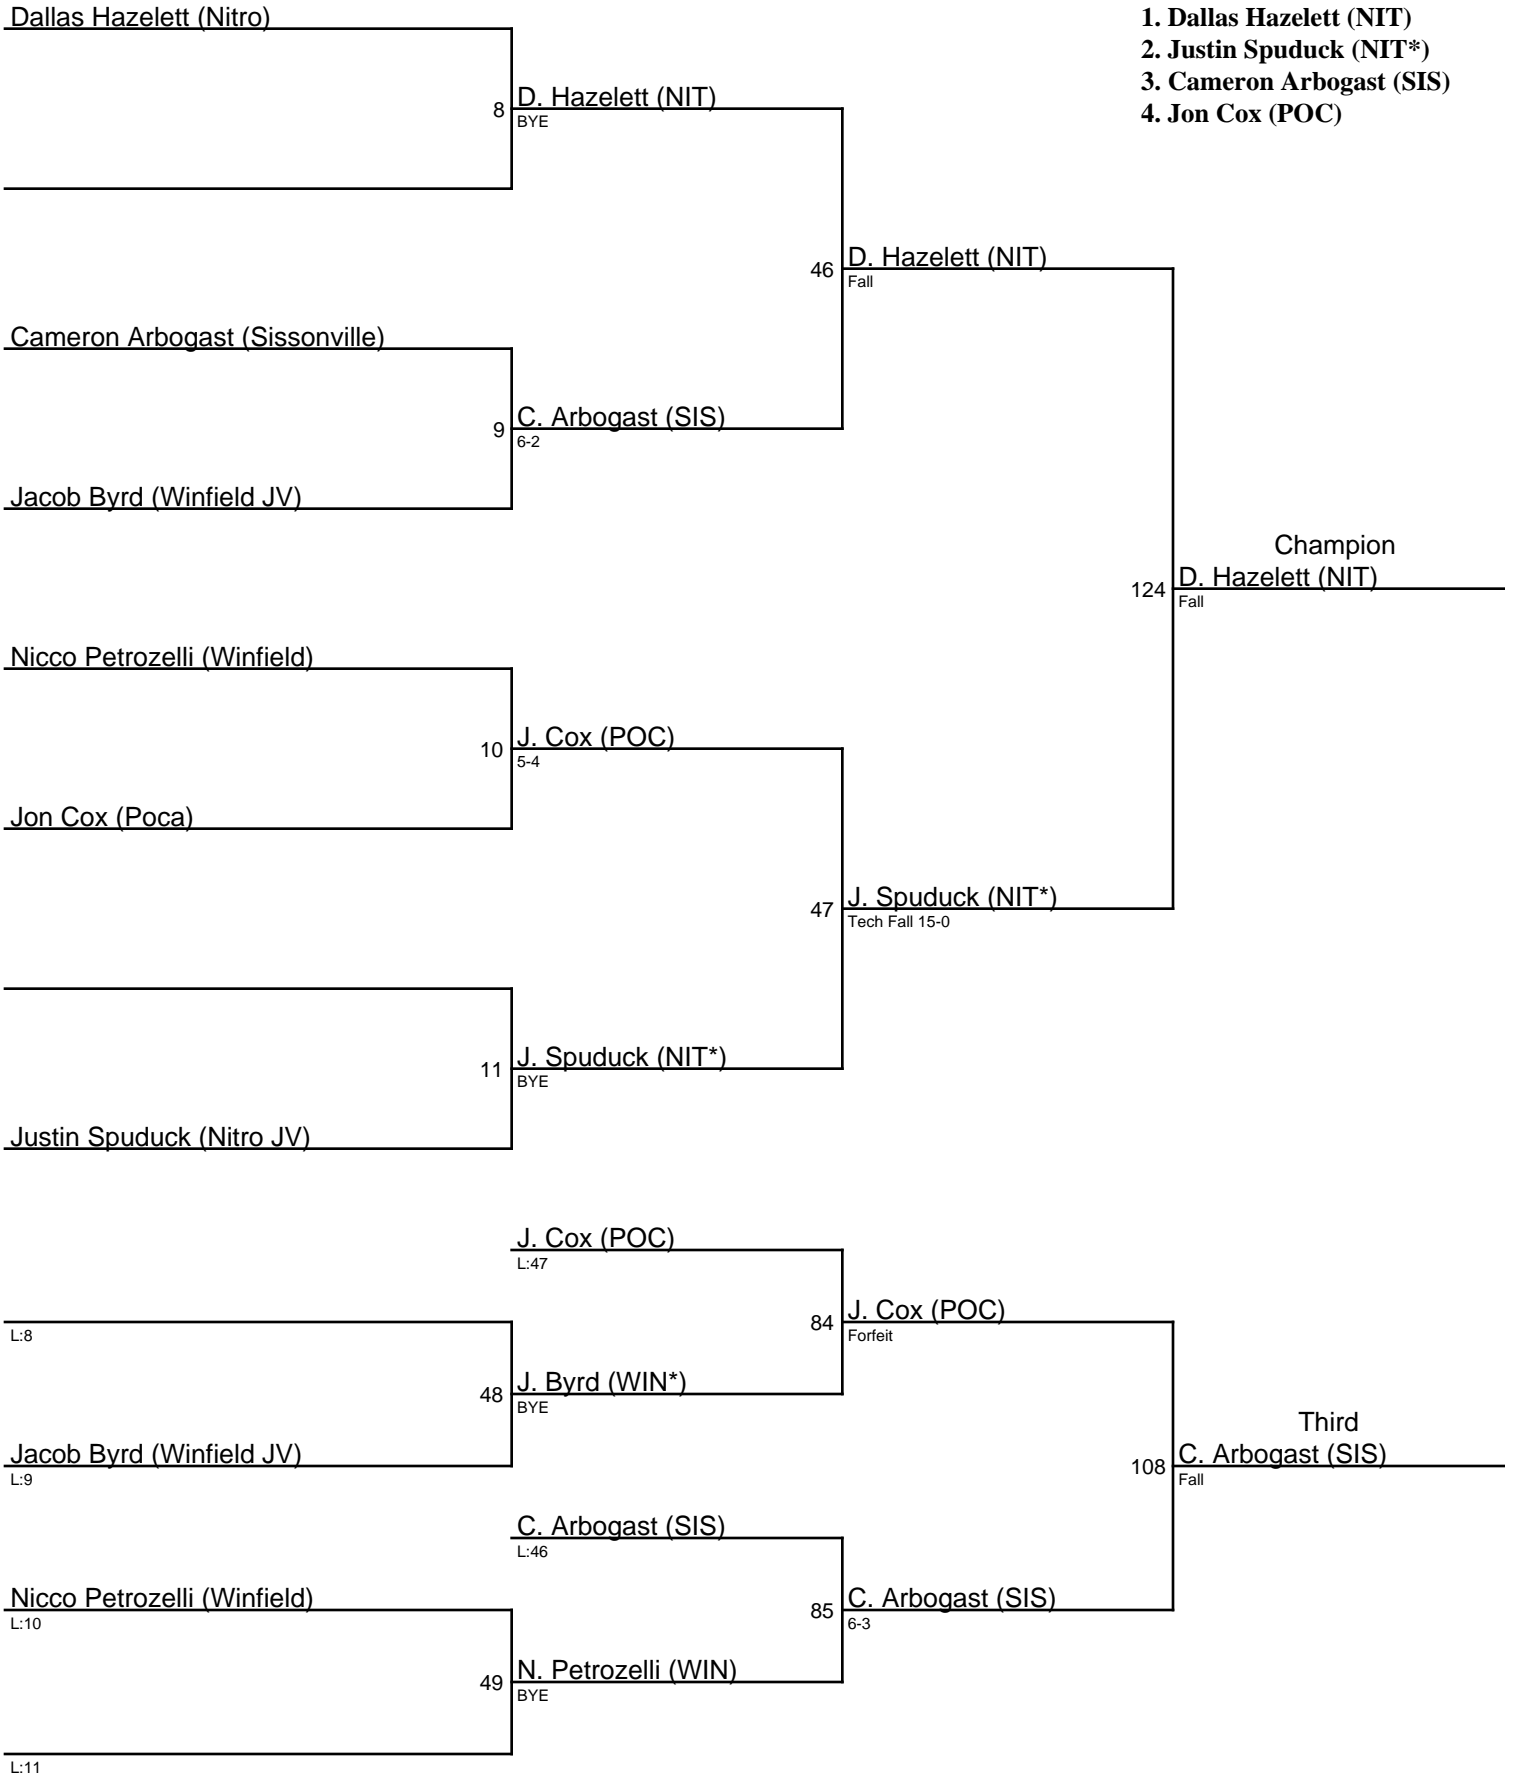 Dallas Hazelett (Nitro)
1. Dallas Hazelett (NIT)
2. Justin Spuduck (NIT*)
3. Cameron Arbogast (SIS)
4. Jon Cox (POC)
8
D. Hazelett (NIT)
BYE
46
D. Hazelett (NIT)
Fall
Cameron Arbogast (Sissonville)
9
C. Arbogast (SIS)
6-2
Jacob Byrd (Winfield JV)
Champion
124
D. Hazelett (NIT)
Fall
Nicco Petrozelli (Winfield)
10
J. Cox (POC)
5-4
Jon Cox (Poca)
47
J. Spuduck (NIT*)
Tech Fall 15-0
11
J. Spuduck (NIT*)
BYE
Justin Spuduck (Nitro JV)
J. Cox (POC)
L:47
84
J. Cox (POC)
Forfeit
L:8
48
J. Byrd (WIN*)
BYE
Jacob Byrd (Winfield JV)
L:9
Third
108
C. Arbogast (SIS)
Fall
C. Arbogast (SIS)
L:46
Nicco Petrozelli (Winfield)
L:10
85
C. Arbogast (SIS)
6-3
49
N. Petrozelli (WIN)
BYE
L:11